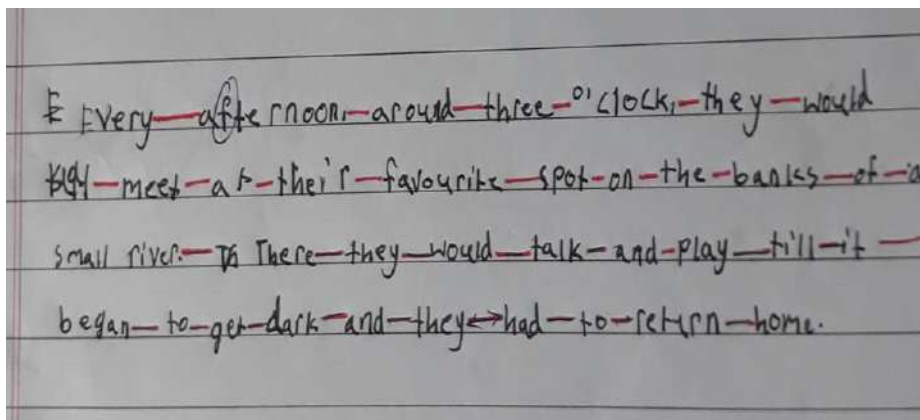 E Every afternoon, around three o'clock, they would
meet at their favourite spot on the banks of a
small river. There they would talk and play till it
began to get dark and they had to return home.